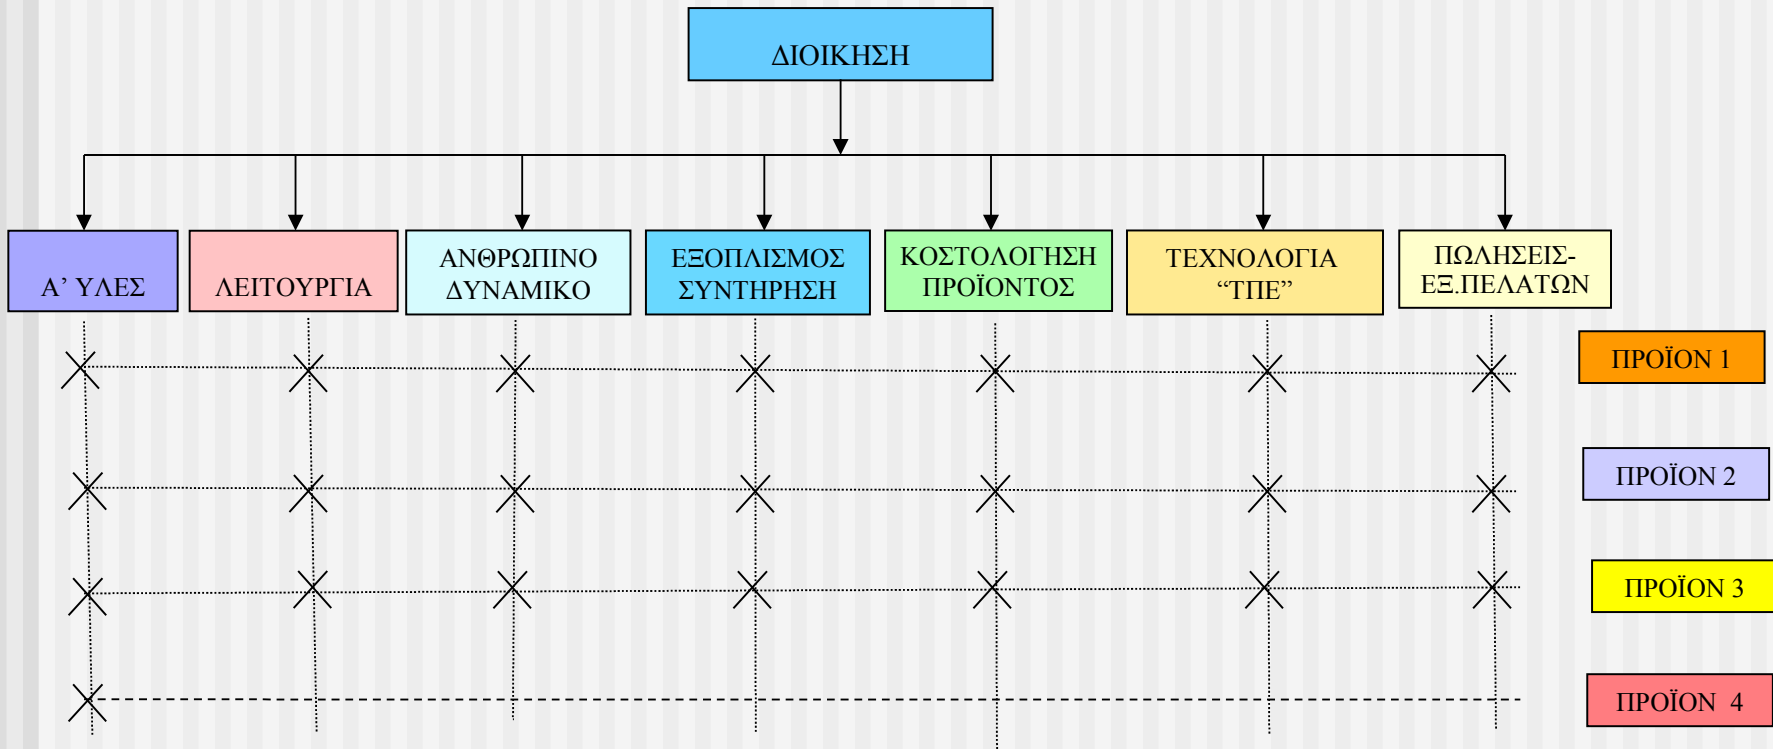 ΔΙΟΙΚΗΣΗ
Α’ ΥΛΕΣ
ΛΕΙΤΟΥΡΓΙΑ
ΑΝΘΡΩΠΙΝΟ
ΔΥΝΑΜΙΚΟ
ΕΞΟΠΛΙΣΜΟΣ
ΣΥΝΤΗΡΗΣΗ
ΚΟΣΤΟΛΟΓΗΣΗ
ΠΡΟΪΟΝΤΟΣ
ΤΕΧΝΟΛΟΓΙΑ
“ΤΠΕ”
ΠΩΛΗΣΕΙΣ-
ΕΞ.ΠΕΛΑΤΩΝ
ΠΡΟΪΟΝ 1
ΠΡΟΪΟΝ 2
ΠΡΟΪΟΝ 3
ΠΡΟΪΟΝ 4